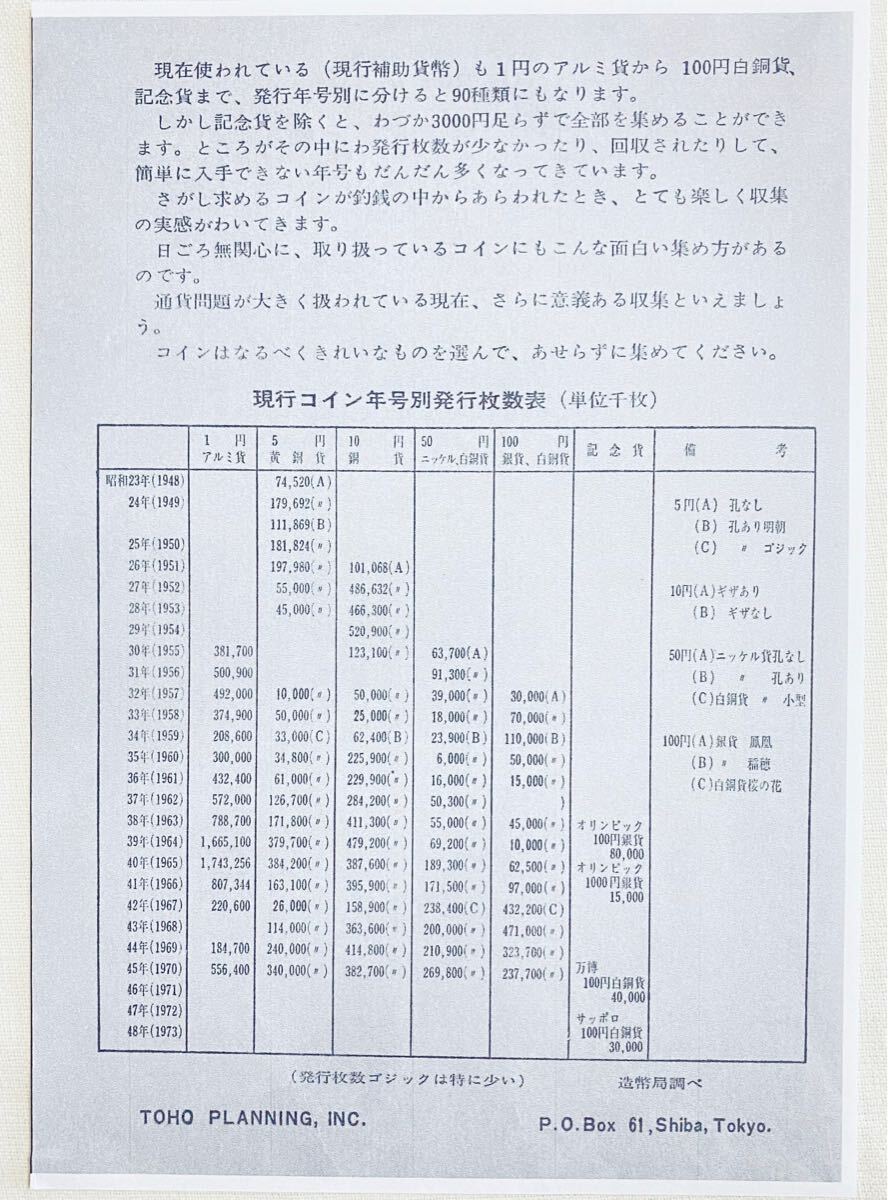 現在使われている（現行補助貨幣）も１円のアルミ貨から 100円白銅貨、
記念貨まで、発行年号別に分けると90種類にもなります。
しかし記念貨を除くと、わづか3000円足らずで全部を集めることができ
ます。ところがその中にわ発行枚数が少なかったり、回収されたりして、
簡単に入手できない年号もだんだん多くなってきています。
さがし求めるコインが釣銭の中からあらわれたとき、とても楽しく収集
の実感がわいてきます。
日ごろ無関心に、取り扱っているコインにもこんな面白い集め方がある
のです。
通貨問題が大きく扱われている現在、さらに意義ある収集といえましょ
う。
コインはなるべくきれいなものを選んで、あせらずに集めてください。
現行コイン年号別発行枚数表（単位千枚）
1 円 5 円 10 円 50 円 100 円 記念貨 備考
アルミ貨 黄銅貨 銅貨 ニッケル、白銅貨 銀貨、白銅貨
昭和23年(1948) 74,520(A)
24年(1949) 179,692(〃) 5円(A) 孔なし
111,869(B) (B) 孔あり明朝
25年(1950) 181,824(〃) (C) 〃 ゴジック
26年(1951) 197,980(〃) 101,068(A)
27年(1952) 55,000(〃) 486,632(〃) 10円(A)ギザあり
28年(1953) 45,000(〃) 466,300(〃) (B) ギザなし
29年(1954) 520,900(〃)
30年(1955) 381,700 123,100(〃) 63,700(A) 50円(A)ニッケル貨孔なし
31年(1956) 500,900 91,300(〃) (B) 〃 孔あり
32年(1957) 492,000 10,000(〃) 50,000(〃) 39,000(〃) 30,000(A) (C)白銅貨 〃 小型
33年(1958) 374,900 50,000(〃) 25,000(〃) 18,000(〃) 70,000(〃)
34年(1959) 208,600 33,000(C) 62,400(B) 23,900(B) 110,000(B) 100円(A)銀貨 鳳凰
35年(1960) 300,000 34,800(〃) 225,900(〃) 6,000(〃) 50,000(〃) (B) 〃 稲穂
36年(1961) 432,400 61,000(〃) 229,900(〃) 16,000(〃) 15,000(〃) (C)白銅貨桜の花
37年(1962) 572,000 126,700(〃) 284,200(〃) 50,300(〃) )
38年(1963) 788,700 171,800(〃) 411,300(〃) 55,000(〃) 45,000(〃) オリンピック
39年(1964) 1,665,100 379,700(〃) 479,200(〃) 69,200(〃) 10,000(〃) 100円銀貨
80,000
40年(1965) 1,743,256 384,200(〃) 387,600(〃) 189,300(〃) 62,500(〃) オリンピック
41年(1966) 807,344 163,100(〃) 395,900(〃) 171,500(〃) 97,000(〃) 1000円銀貨
15,000
42年(1967) 220,600 26,000(〃) 158,900(〃) 238,400(C) 432,200(C)
43年(1968) 114,000(〃) 363,600(〃) 200,000(〃) 471,000(〃)
44年(1969) 184,700 240,000(〃) 414,800(〃) 210,900(〃) 323,700(〃)
45年(1970) 556,400 340,000(〃) 382,700(〃) 269,800(〃) 237,700(〃) 万博
46年(1971) 100円白銅貨
40,000
47年(1972) サッポロ
48年(1973) 100円白銅貨
30,000
（発行枚数ゴジックは特に少い） 造幣局調べ
TOHO PLANNING, INC. P.O.Box 61,Shiba,Tokyo.